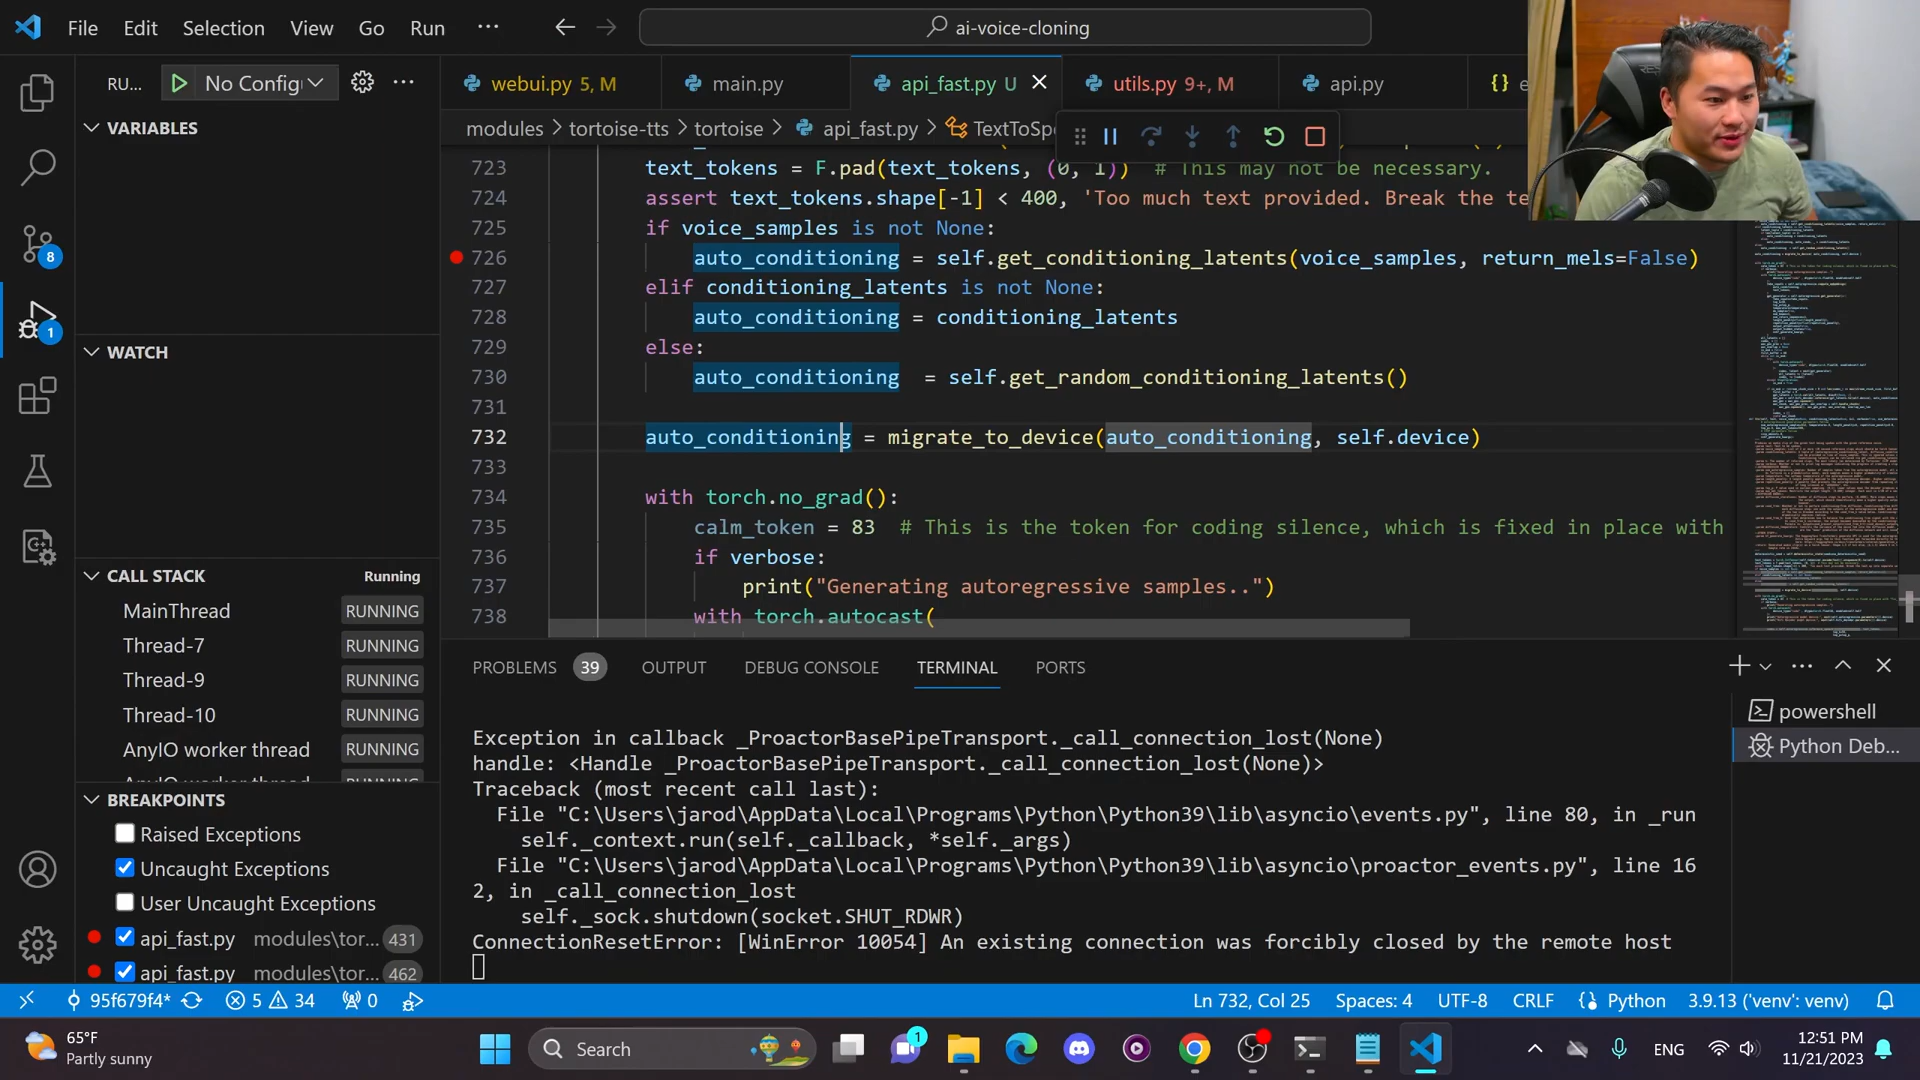 File Edit Selection View Go Run ··· ai-voice-cloning
RU... No Config ···
webui.py 5, M main.py api_fast.py U utils.py 9+, M api.py {} e
modules > tortoise-tts > tortoise > api_fast.py > TextToSpe
VARIABLES
WATCH
CALL STACK Running
MainThread RUNNING
Thread-7 RUNNING
Thread-9 RUNNING
Thread-10 RUNNING
AnyIO worker thread RUNNING
AnyIO worker thread RUNNING
BREAKPOINTS
Raised Exceptions
Uncaught Exceptions
User Uncaught Exceptions
api_fast.py modules\tor... 431
api_fast.py modules\tor... 462
8
1
723 text_tokens = F.pad(text_tokens, (0, 1)) # This may not be necessary.
724 assert text_tokens.shape[-1] < 400, 'Too much text provided. Break the te
725 if voice_samples is not None:
726 auto_conditioning = self.get_conditioning_latents(voice_samples, return_mels=False)
727 elif conditioning_latents is not None:
728 auto_conditioning = conditioning_latents
729 else:
730 auto_conditioning  = self.get_random_conditioning_latents()
731
732 auto_conditioning = migrate_to_device(auto_conditioning, self.device)
733
734 with torch.no_grad():
735 calm_token = 83 # This is the token for coding silence, which is fixed in place with
736 if verbose:
737 print("Generating autoregressive samples..")
738 with torch.autocast(
PROBLEMS 39 OUTPUT DEBUG CONSOLE TERMINAL PORTS
Exception in callback _ProactorBasePipeTransport._call_connection_lost(None)
handle: <Handle _ProactorBasePipeTransport._call_connection_lost(None)>
Traceback (most recent call last):
File "C:\Users\jarod\AppData\Local\Programs\Python\Python39\lib\asyncio\events.py", line 80, in _run
self._context.run(self._callback, *self._args)
File "C:\Users\jarod\AppData\Local\Programs\Python\Python39\lib\asyncio\proactor_events.py", line 16
2, in _call_connection_lost
self._sock.shutdown(socket.SHUT_RDWR)
ConnectionResetError: [WinError 10054] An existing connection was forcibly closed by the remote host
powershell
Python Deb...
95f679f4* 5 34 0 Ln 732, Col 25 Spaces: 4 UTF-8 CRLF Python 3.9.13 ('venv': venv)
65°F
Partly sunny
Search
1
ENG
12:51 PM
11/21/2023